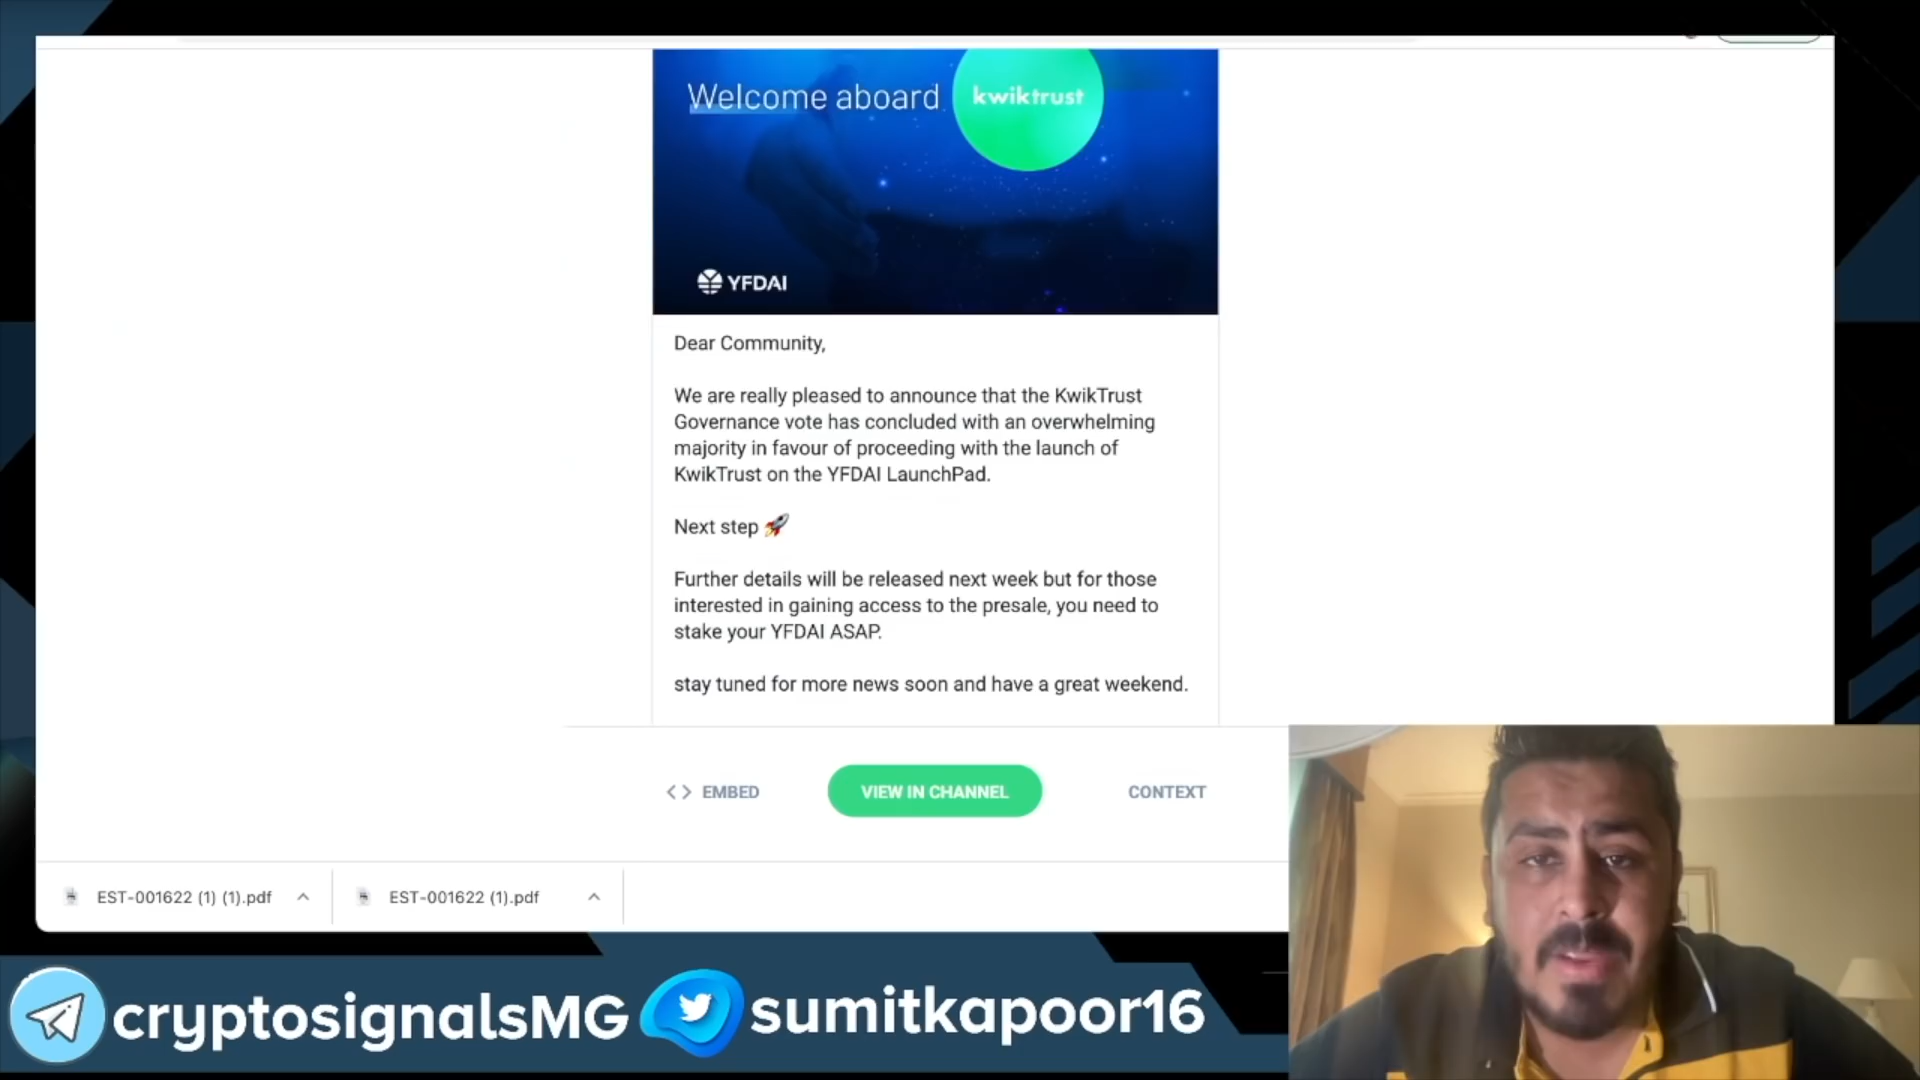 Welcome aboard
kwiktrust
YFDAI
Dear Community,
We are really pleased to announce that the KwikTrust
Governance vote has concluded with an overwhelming
majority in favour of proceeding with the launch of
KwikTrust on the YFDAI LaunchPad.
Next step 🚀
Further details will be released next week but for those
interested in gaining access to the presale, you need to
stake your YFDAI ASAP.
stay tuned for more news soon and have a great weekend.
<> EMBED
VIEW IN CHANNEL
CONTEXT
EST-001622 (1) (1).pdf
EST-001622 (1).pdf
cryptosignalsMG
sumitkapoor16